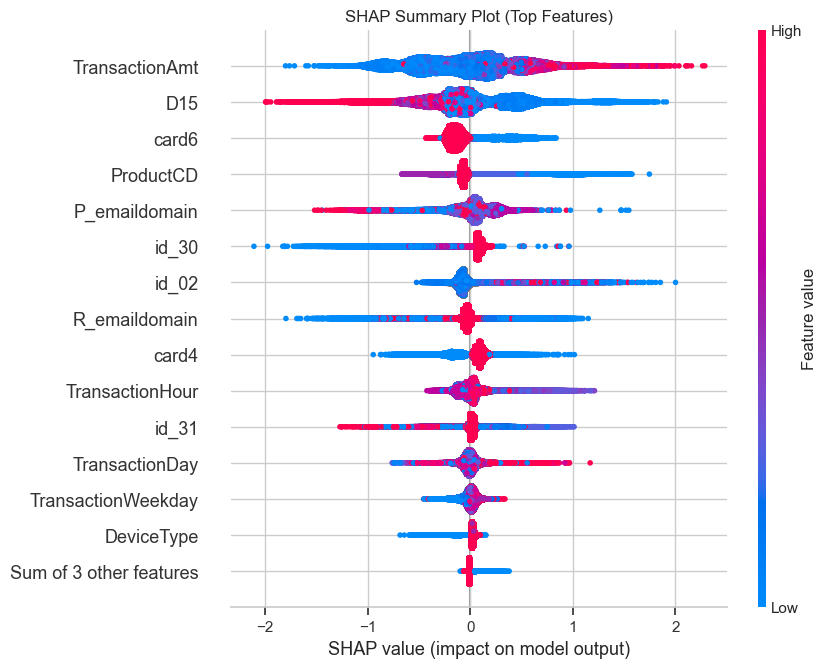 SHAP Summary Plot (Top Features)
High
TransactionAmt
D15
card6
ProductCD
P_emaildomain
id_30
id_02
R_emaildomain
card4
TransactionHour
id_31
TransactionDay
TransactionWeekday
DeviceType
Sum of 3 other features
Feature value
Low
−2
−1
0
1
2
SHAP value (impact on model output)